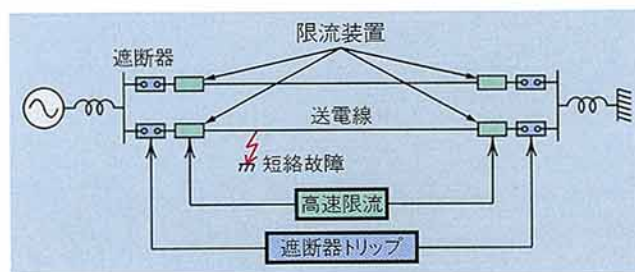 限流装置
遮断器
送電線
短絡故障
高速限流
遮断器トリップ